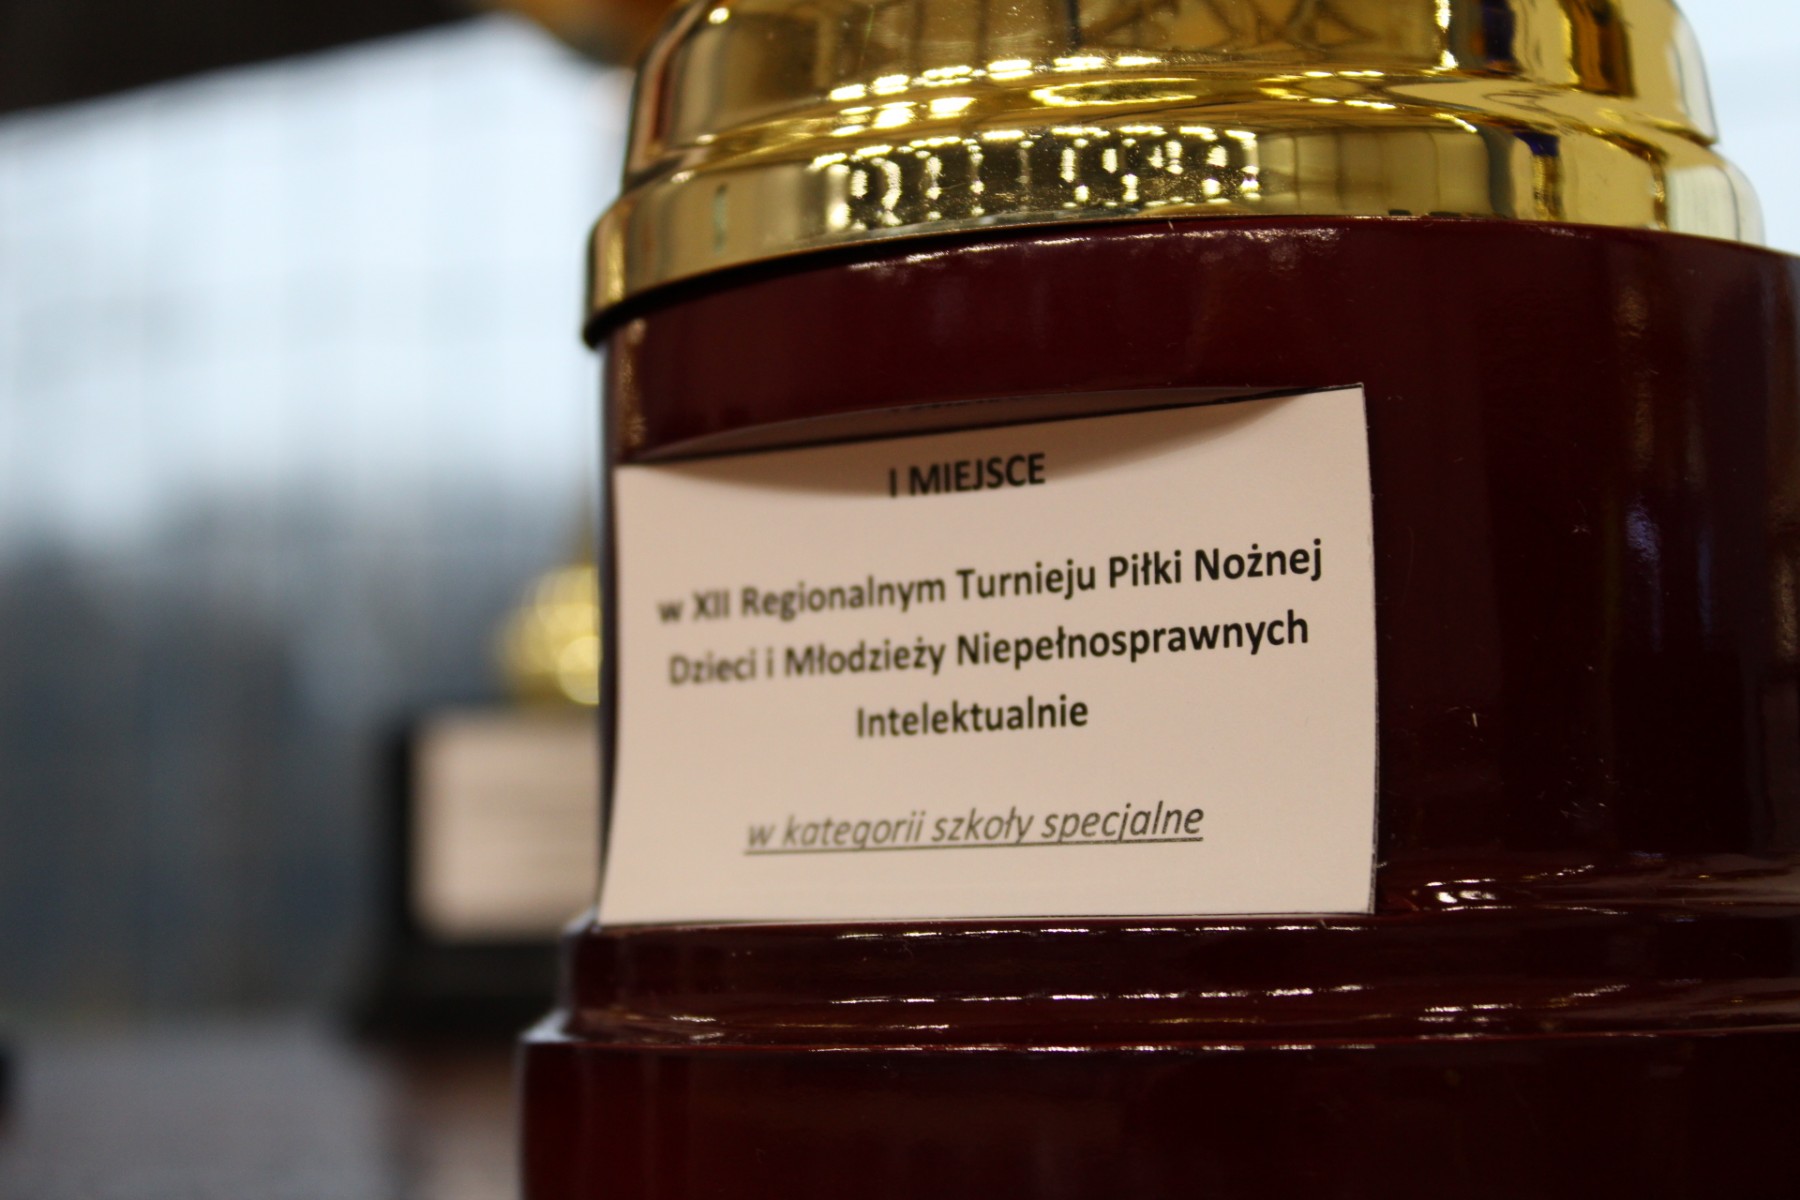 I MIEJSCE
w XII Regionalnym Turnieju Piłki Nożnej
Dzieci i Młodzieży Niepełnosprawnych
Intelektualnie
w kategorii szkoły specjalne